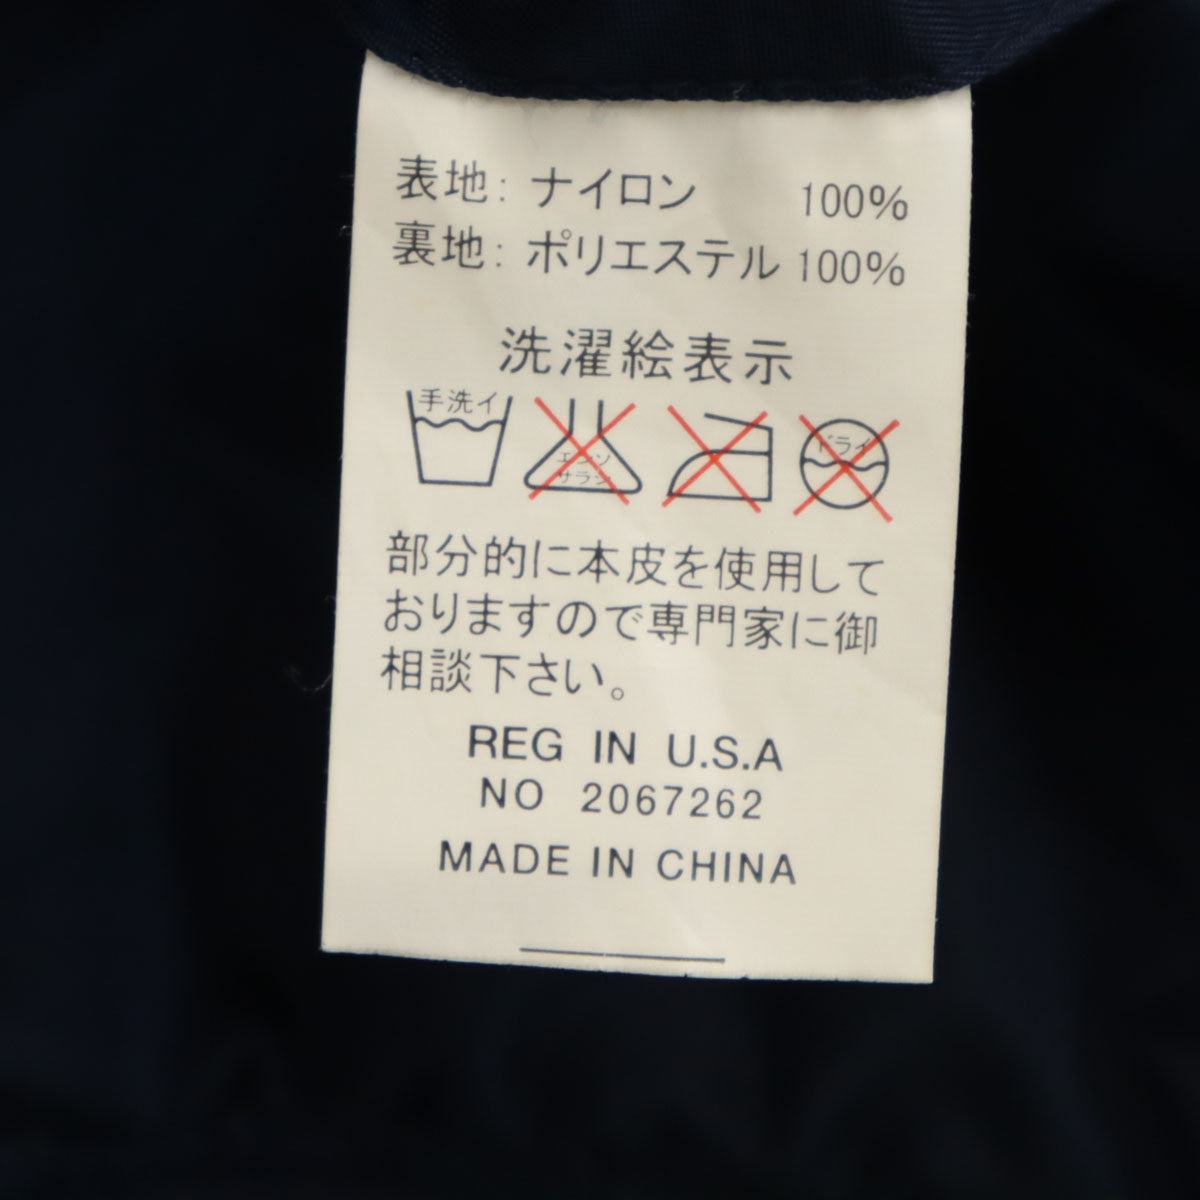 表地: ナイロン 100%
裏地: ポリエステル 100%
洗濯絵表示
手洗イ
エンソ
サラシ
ドライ
部分的に本皮を使用して
おりますので専門家に御
相談下さい。
REG IN U.S.A
NO 2067262
MADE IN CHINA